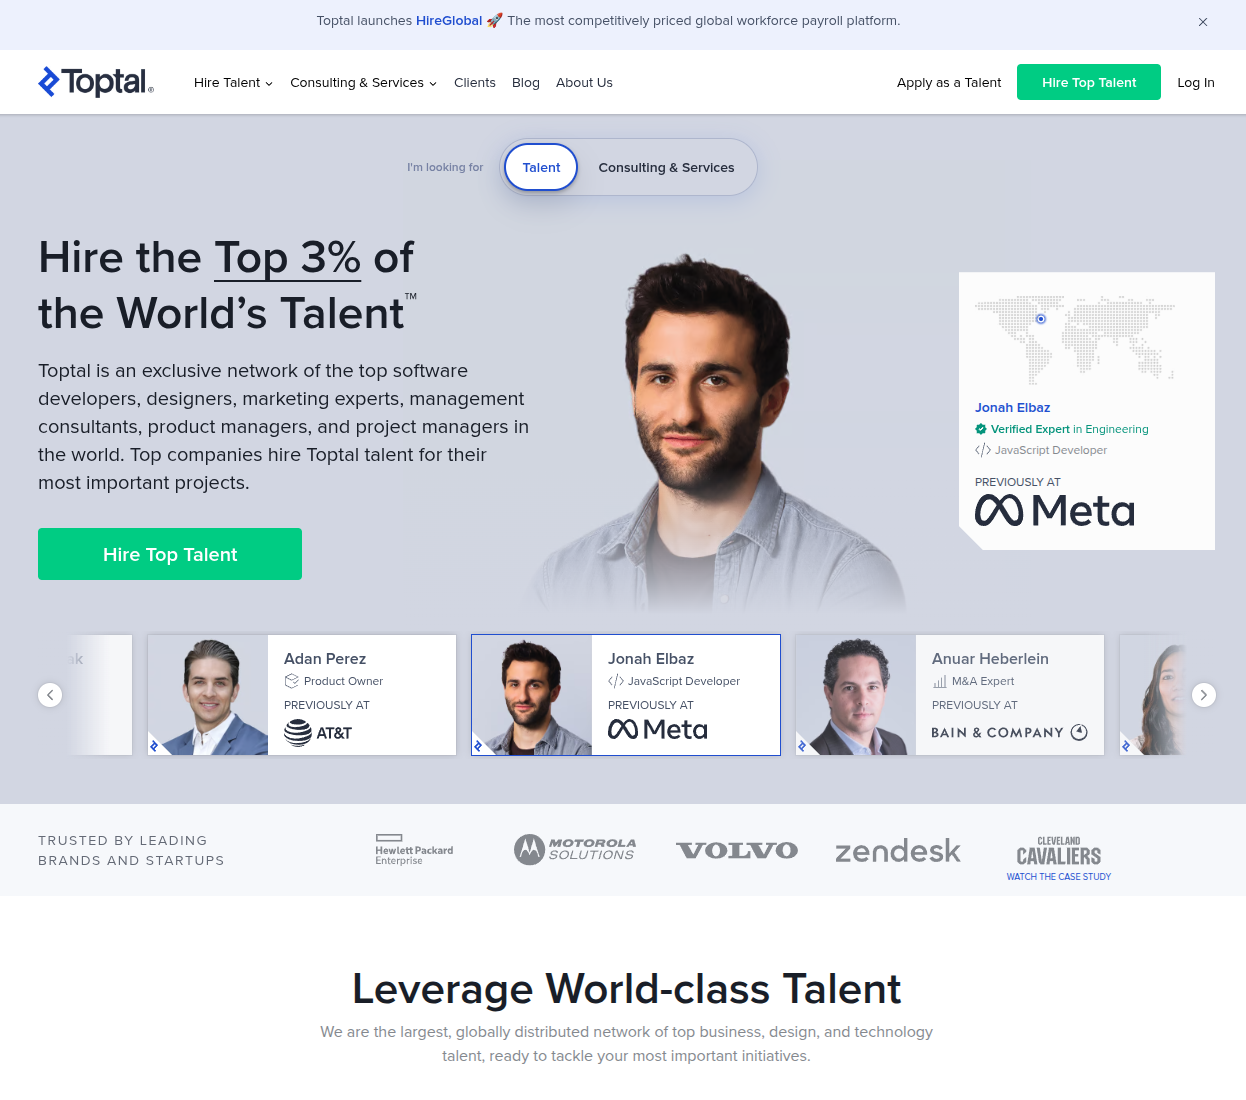 Toptal launches HireGlobal 🚀 The most competitively priced global workforce payroll platform.
Toptal®
Hire Talent
Consulting & Services
Clients
Blog
About Us
Apply as a Talent
Hire Top Talent
Log In
I'm looking for
Talent
Consulting & Services
Hire the Top 3% of
the World’s Talent™
Toptal is an exclusive network of the top software
developers, designers, marketing experts, management
consultants, product managers, and project managers in
the world. Top companies hire Toptal talent for their
most important projects.
Hire Top Talent
Jonah Elbaz
Verified Expert in Engineering
JavaScript Developer
PREVIOUSLY AT
Meta
ak
Adan Perez
Product Owner
PREVIOUSLY AT
AT&T
Jonah Elbaz
JavaScript Developer
PREVIOUSLY AT
Meta
Anuar Heberlein
M&A Expert
PREVIOUSLY AT
BAIN & COMPANY
TRUSTED BY LEADING
BRANDS AND STARTUPS
Hewlett Packard
Enterprise
MOTOROLA
SOLUTIONS
VOLVO
zendesk
CLEVELAND
CAVALIERS
WATCH THE CASE STUDY
Leverage World-class Talent
We are the largest, globally distributed network of top business, design, and technology
talent, ready to tackle your most important initiatives.